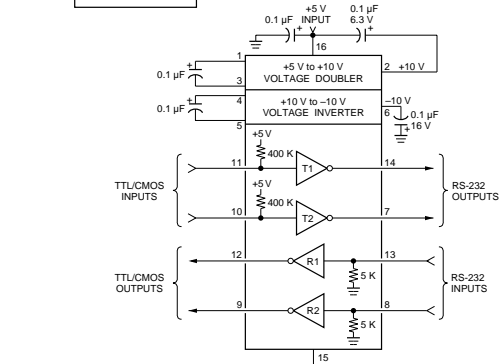 +5 V
INPUT
0.1 µF
+
0.1 µF
6.3 V
+
16
1
+
0.1 µF
3
+5 V to +10 V
VOLTAGE DOUBLER
2 +10 V
4
+
0.1 µF
5
+10 V to –10 V
VOLTAGE INVERTER
–10 V
6
0.1 µF
+ 16 V
+5 V
400 K
11
T1
14
+5 V
400 K
10
T2
7
TTL/CMOS
INPUTS
RS-232
OUTPUTS
12
R1
13
5 K
9
R2
8
5 K
TTL/CMOS
OUTPUTS
RS-232
INPUTS
15